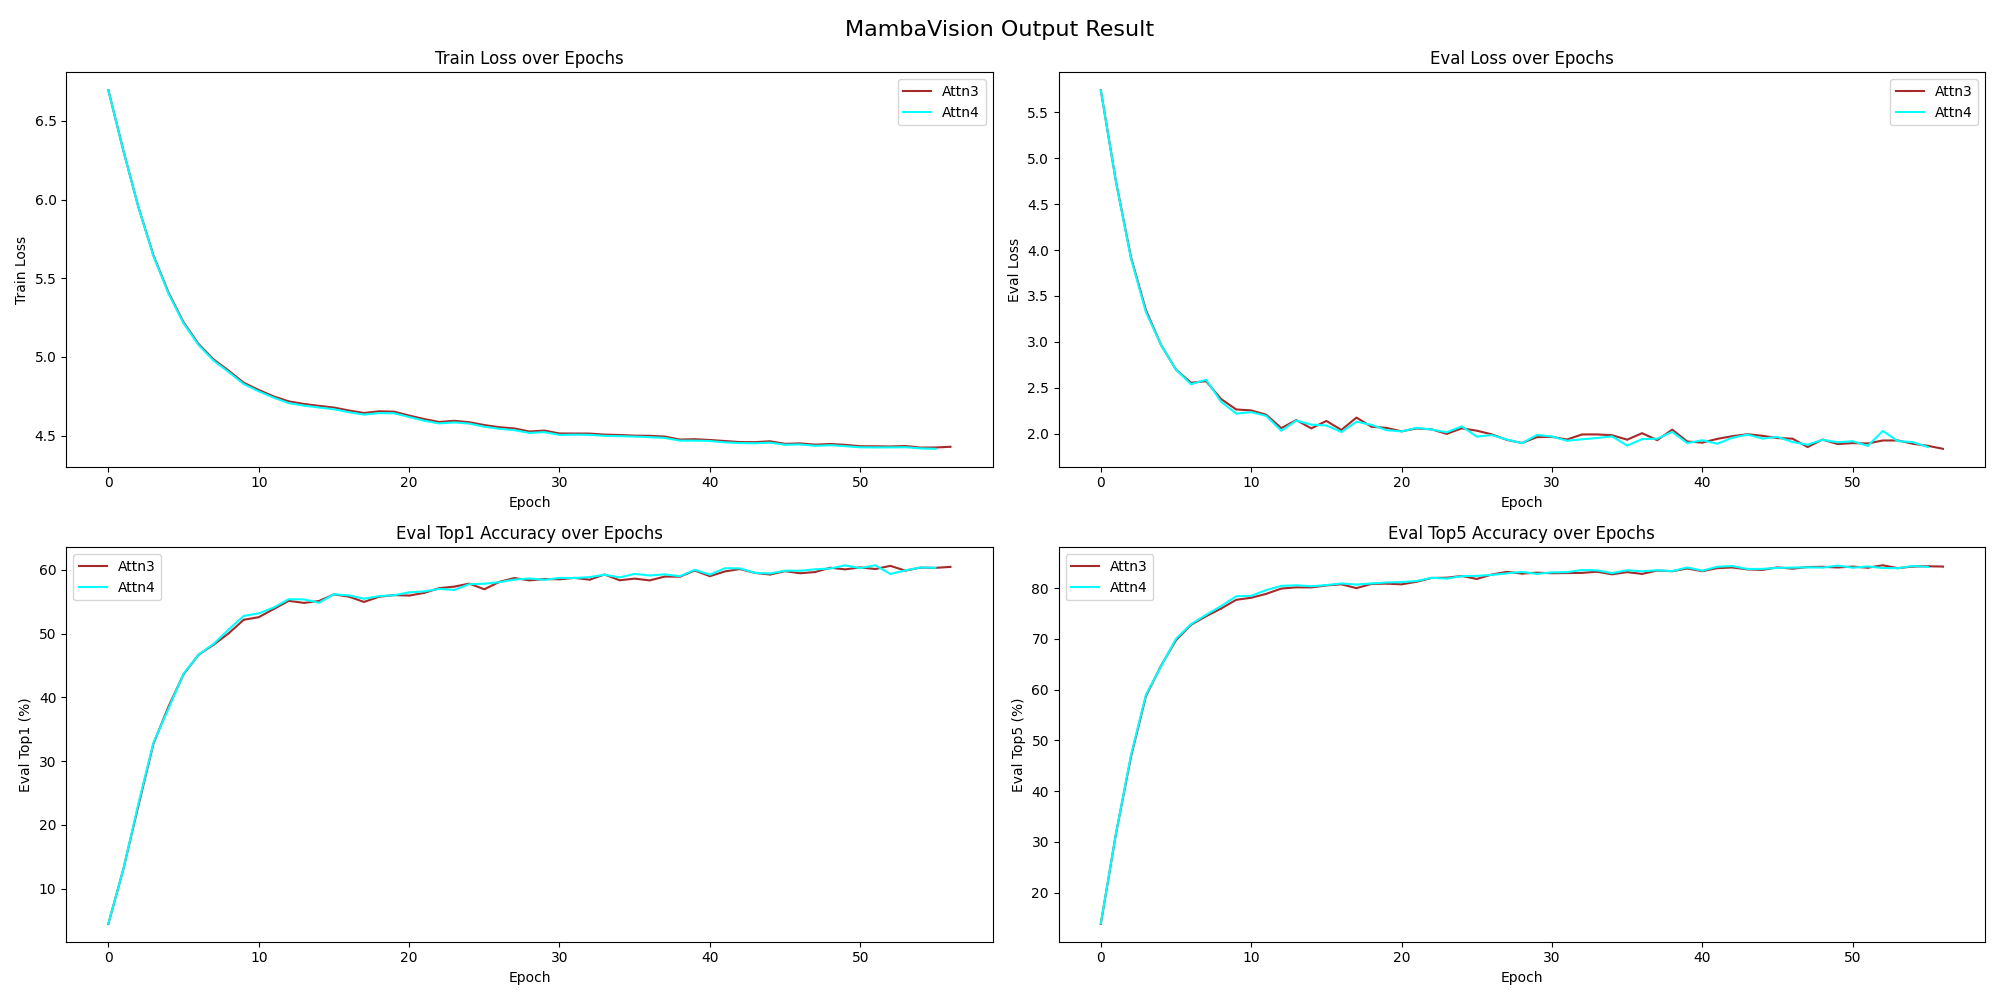 MambaVision Output Result
Train Loss over Epochs
Attn3
Attn4
6.5
6.0
5.5
5.0
4.5
Train Loss
0 10 20 30 40 50
Epoch
Eval Loss over Epochs
Attn3
Attn4
5.5
5.0
4.5
4.0
3.5
3.0
2.5
2.0
Eval Loss
0 10 20 30 40 50
Epoch
Eval Top1 Accuracy over Epochs
Attn3
Attn4
60
50
40
30
20
10
Eval Top1 (%)
0 10 20 30 40 50
Epoch
Eval Top5 Accuracy over Epochs
Attn3
Attn4
80
70
60
50
40
30
20
Eval Top5 (%)
0 10 20 30 40 50
Epoch